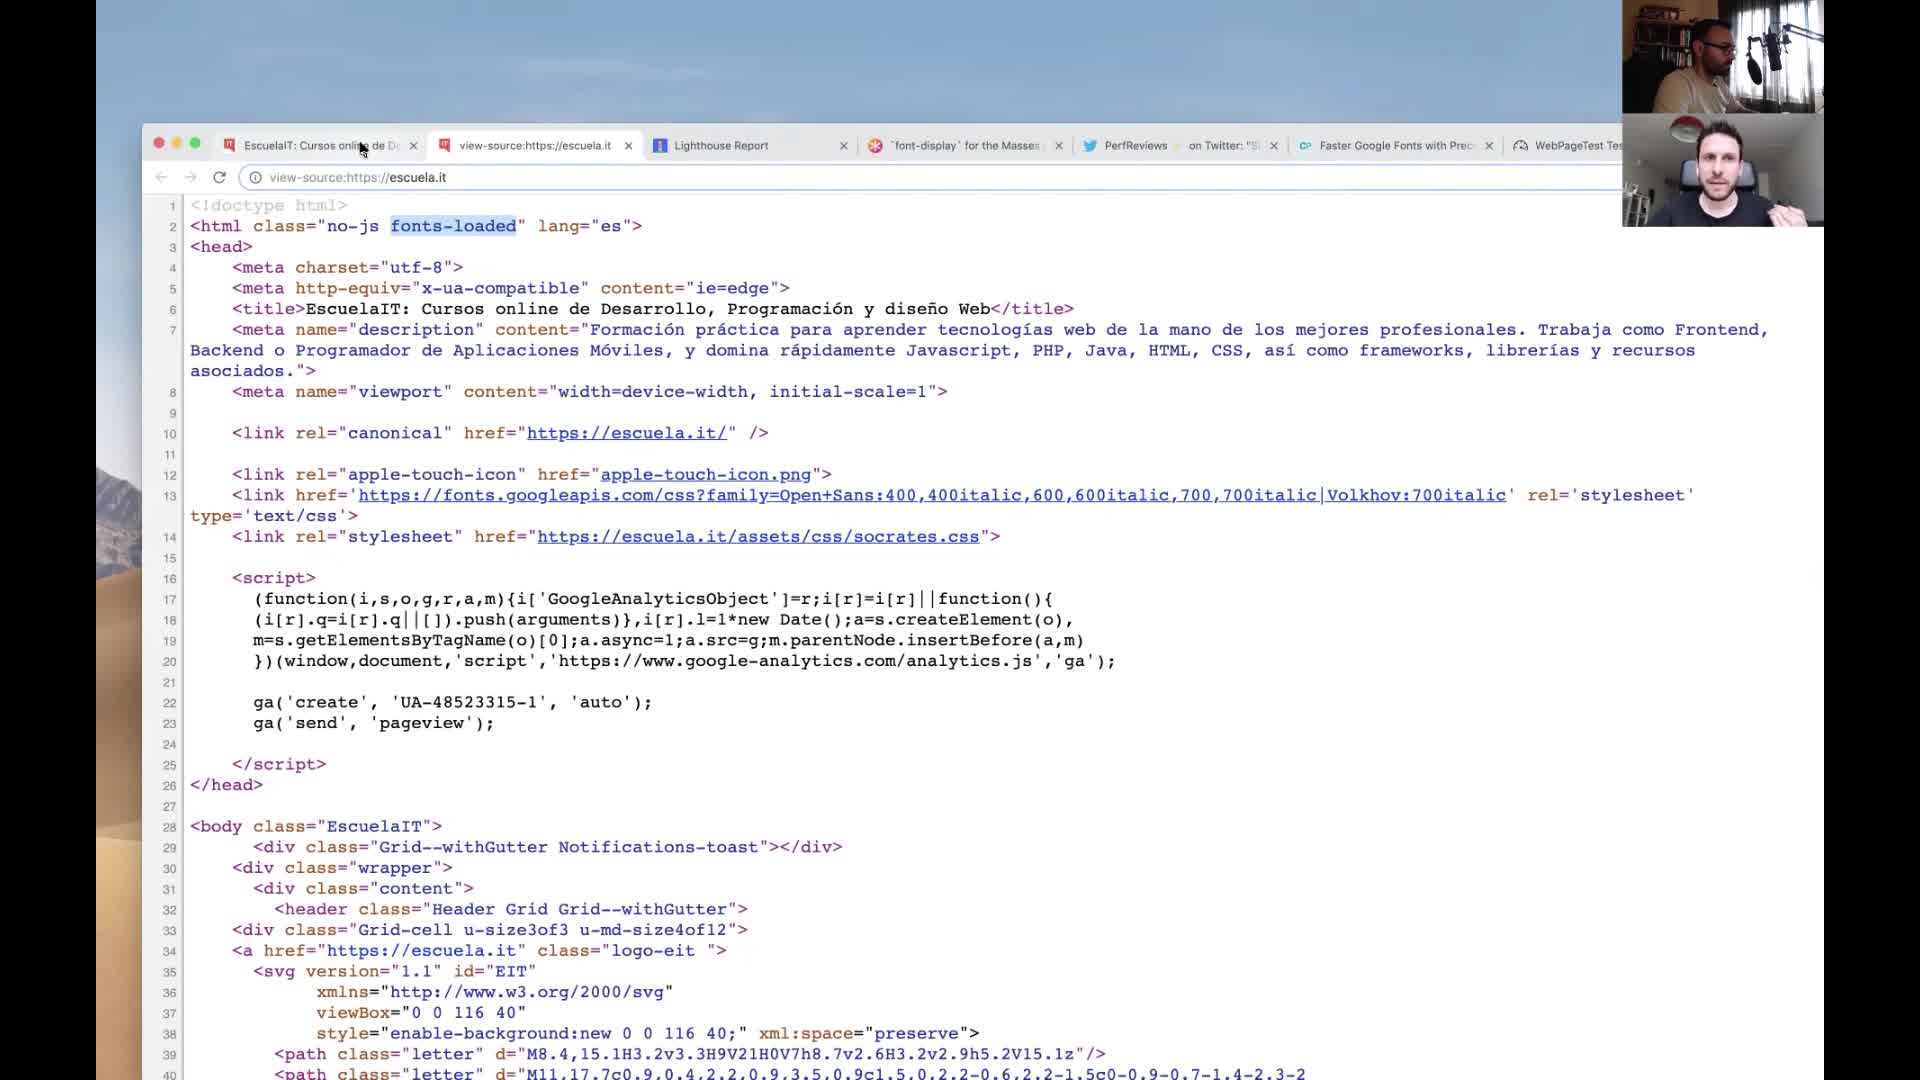 EscuelaIT: Cursos online de De
view-source:https://escuela.it
Lighthouse Report
`font-display` for the Masses
PerfReviews on Twitter: "S
Faster Google Fonts with Prec
WebPageTest Tes
view-source:https://escuela.it
1 <!doctype html>
2 <html class="no-js fonts-loaded" lang="es">
3 <head>
4 <meta charset="utf-8">
5 <meta http-equiv="x-ua-compatible" content="ie=edge">
6 <title>EscuelaIT: Cursos online de Desarrollo, Programación y diseño Web</title>
7 <meta name="description" content="Formación práctica para aprender tecnologías web de la mano de los mejores profesionales. Trabaja como Frontend,
Backend o Programador de Aplicaciones Móviles, y domina rápidamente Javascript, PHP, Java, HTML, CSS, así como frameworks, librerías y recursos
asociados.">
8 <meta name="viewport" content="width=device-width, initial-scale=1">
9
10 <link rel="canonical" href="https://escuela.it/" />
11
12 <link rel="apple-touch-icon" href="apple-touch-icon.png">
13 <link href='https://fonts.googleapis.com/css?family=Open+Sans:400,400italic,600,600italic,700,700italic|Volkhov:700italic' rel='stylesheet'
type='text/css'>
14 <link rel="stylesheet" href="https://escuela.it/assets/css/socrates.css">
15
16 <script>
17 (function(i,s,o,g,r,a,m){i['GoogleAnalyticsObject']=r;i[r]=i[r]||function(){
18 (i[r].q=i[r].q||[]).push(arguments)},i[r].l=1*new Date();a=s.createElement(o),
19 m=s.getElementsByTagName(o)[0];a.async=1;a.src=g;m.parentNode.insertBefore(a,m)
20 })(window,document,'script','https://www.google-analytics.com/analytics.js','ga');
21
22 ga('create', 'UA-48523315-1', 'auto');
23 ga('send', 'pageview');
24
25 </script>
26 </head>
27
28 <body class="EscuelaIT">
29 <div class="Grid--withGutter Notifications-toast"></div>
30 <div class="wrapper">
31 <div class="content">
32 <header class="Header Grid Grid--withGutter">
33 <div class="Grid-cell u-size3of3 u-md-size4of12">
34 <a href="https://escuela.it" class="logo-eit ">
35 <svg version="1.1" id="EIT"
36 xmlns="http://www.w3.org/2000/svg"
37 viewBox="0 0 116 40"
38 style="enable-background:new 0 0 116 40;" xml:space="preserve">
39 <path class="letter" d="M8.4,15.1H3.2v3.3H9V21H0V7h8.7v2.6H3.2v2.9h5.2V15.1z"/>
40 <path class="letter" d="M11,17.7c0.9,0.4,2.2,0.9,3.5,0.9c1.5,0,2.2-0.6,2.2-1.5c0-0.9-0.7-1.4-2.3-2